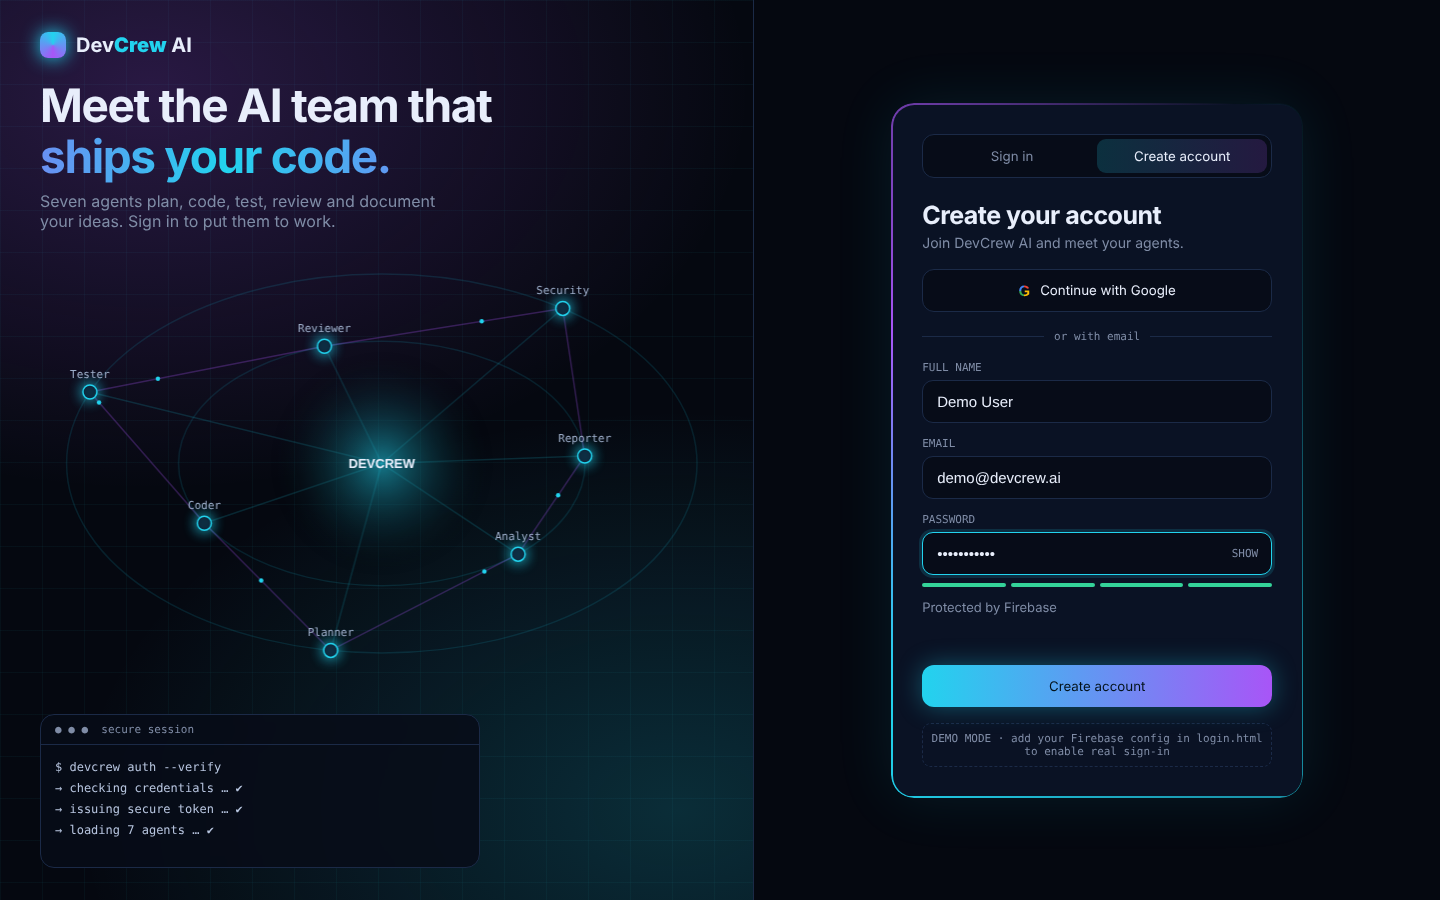 DevCrew AI
Meet the AI team that
ships your code.
Seven agents plan, code, test, review and document
your ideas. Sign in to put them to work.
Security
Reviewer
Tester
Reporter
DEVCREW
Coder
Analyst
Planner
● ● ● secure session
$ devcrew auth --verify
→ checking credentials … ✔
→ issuing secure token … ✔
→ loading 7 agents … ✔
Sign in
Create account
Create your account
Join DevCrew AI and meet your agents.
G Continue with Google
or with email
FULL NAME
Demo User
EMAIL
demo@devcrew.ai
PASSWORD
••••••••••• SHOW
Protected by Firebase
Create account
DEMO MODE · add your Firebase config in login.html
to enable real sign-in